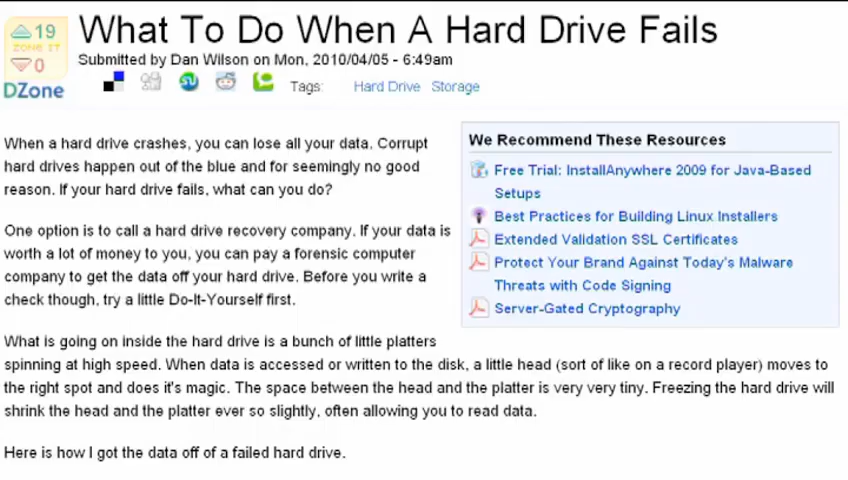 What To Do When A Hard Drive Fails
19
ZONE IT
0
DZone
Submitted by Dan Wilson on Mon, 2010/04/05 - 6:49am
Tags: Hard Drive Storage
When a hard drive crashes, you can lose all your data. Corrupt
hard drives happen out of the blue and for seemingly no good
reason. If your hard drive fails, what can you do?
One option is to call a hard drive recovery company. If your data is
worth a lot of money to you, you can pay a forensic computer
company to get the data off your hard drive. Before you write a
check though, try a little Do-It-Yourself first.
We Recommend These Resources
Free Trial: InstallAnywhere 2009 for Java-Based
Setups
Best Practices for Building Linux Installers
Extended Validation SSL Certificates
Protect Your Brand Against Today's Malware
Threats with Code Signing
Server-Gated Cryptography
What is going on inside the hard drive is a bunch of little platters
spinning at high speed. When data is accessed or written to the disk, a little head (sort of like on a record player) moves to
the right spot and does it's magic. The space between the head and the platter is very very tiny. Freezing the hard drive will
shrink the head and the platter ever so slightly, often allowing you to read data.
Here is how I got the data off of a failed hard drive.